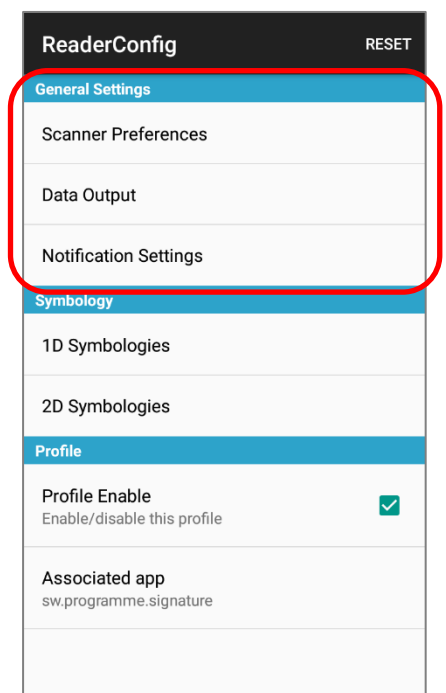 ReaderConfig RESET
General Settings
Scanner Preferences
Data Output
Notification Settings
Symbology
1D Symbologies
2D Symbologies
Profile
Profile Enable
Enable/disable this profile
Associated app
sw.programme.signature